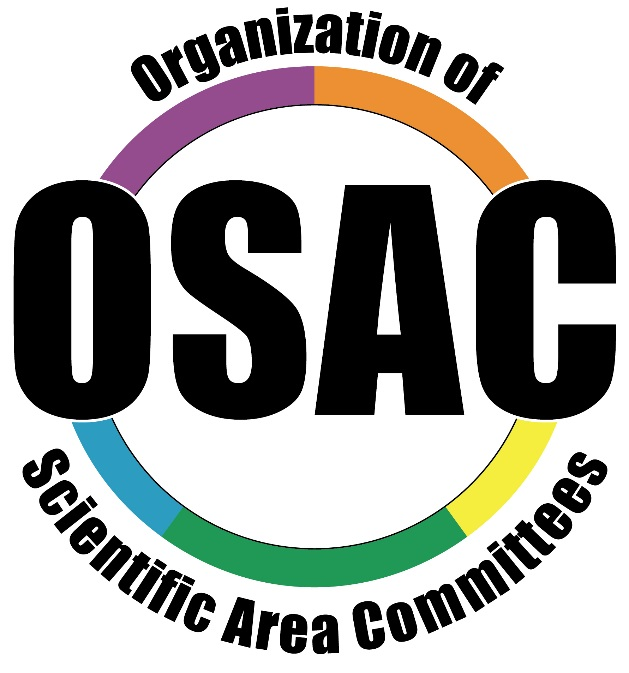 Organization of
OSAC
Scientific Area Committees